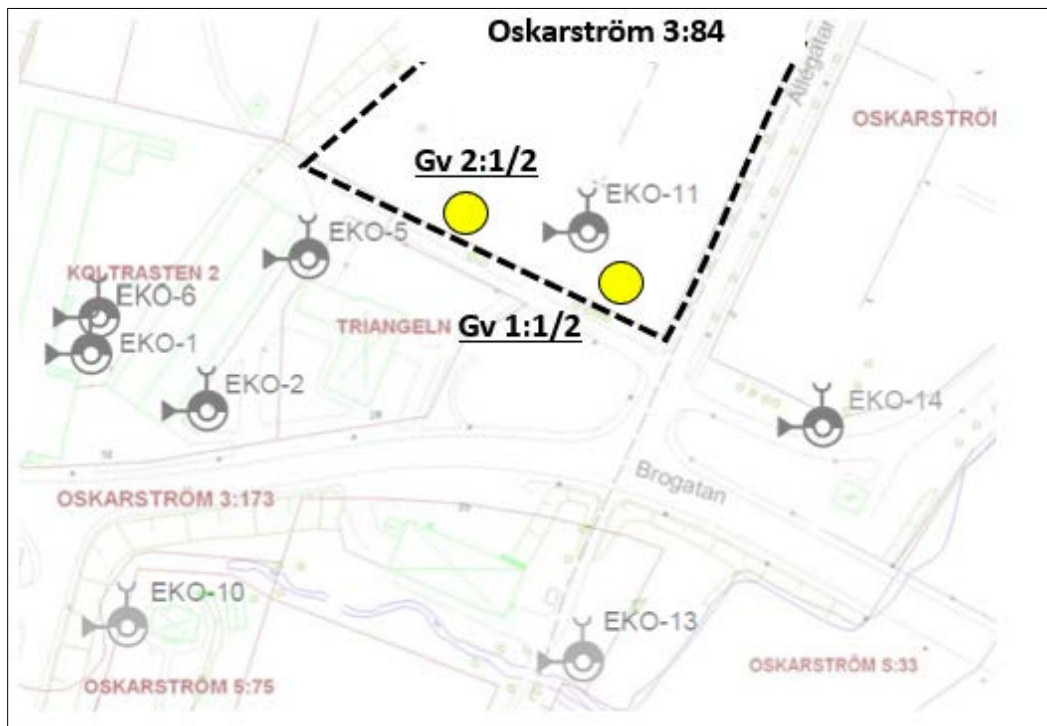 Oskarström 3:84
Allégatan
OSKARSTRÖM
Gv 2:1/2
EKO-11
EKO-5
KOLTRASTEN 2
EKO-6
TRIANGELN
Gv 1:1/2
EKO-1
EKO-2
EKO-14
Brogatan
OSKARSTRÖM 3:173
EKO-10
EKO-13
OSKARSTRÖM S:33
OSKARSTRÖM 5:75